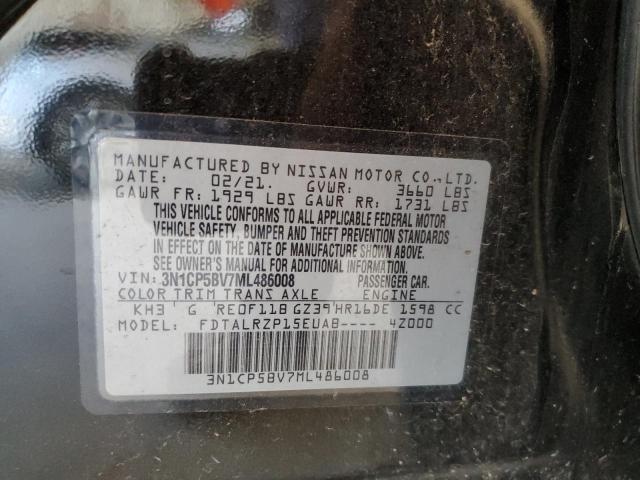 MANUFACTURED BY NISSAN MOTOR CO., LTD.
DATE: 02/21. GVWR: 3660 LBS
GAWR FR: 1929 LBS GAWR RR: 1731 LBS
THIS VEHICLE CONFORMS TO ALL APPLICABLE FEDERAL MOTOR
VEHICLE SAFETY, BUMPER AND THEFT PREVENTION STANDARDS
IN EFFECT ON THE DATE OF MANUFACTURE SHOWN ABOVE.
SEE OWNER'S MANUAL FOR ADDITIONAL INFORMATION.
VIN: 3N1CP5BV7ML486008 PASSENGER CAR.
COLOR TRIM TRANS AXLE ENGINE
KH3 G RE0F11B GZ39 HR16DE 1598 CC
FDTALRZP15EUAB---- 4Z000
3N1CP5BV7ML486008